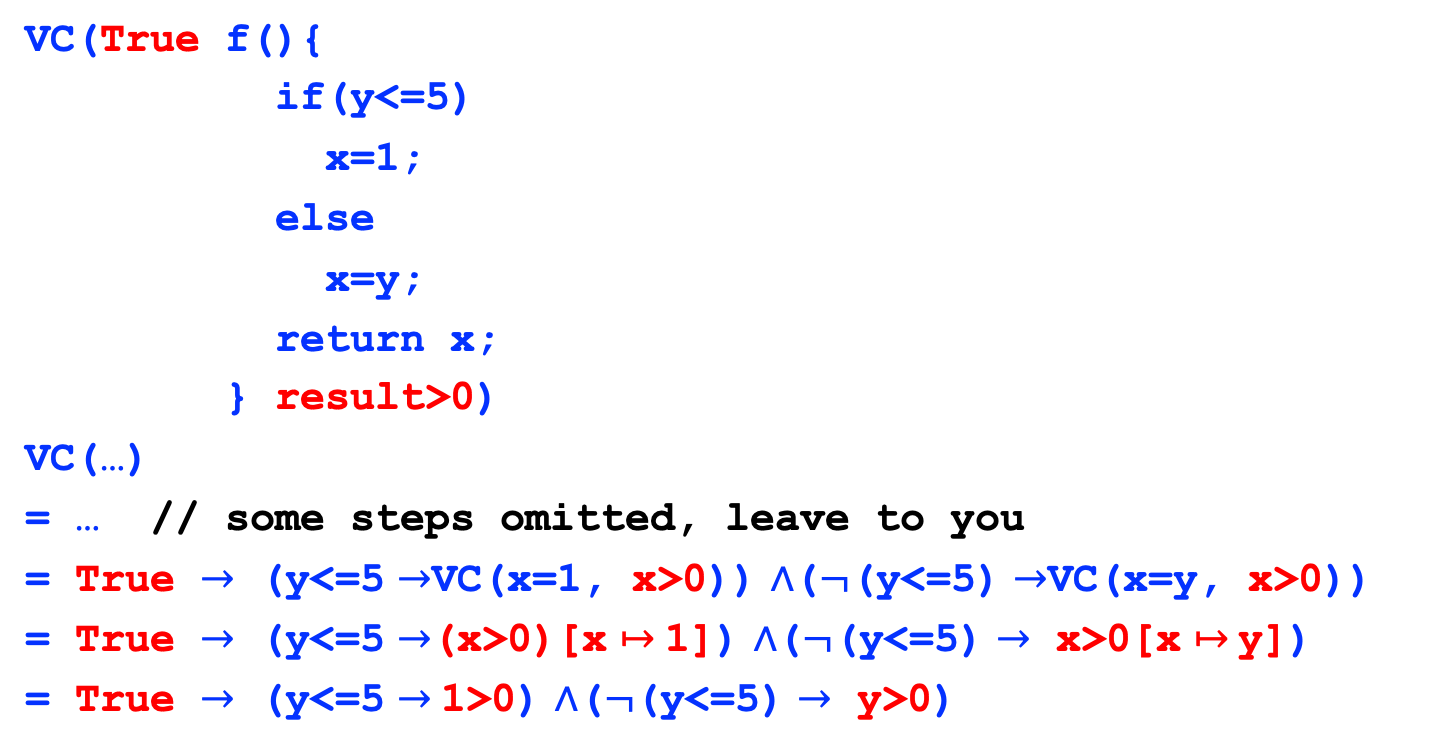 VC(True f(){
if(y<=5)
x=1;
else
x=y;
return x;
} result>0)
VC(…)
= … // some steps omitted, leave to you
= True → (y<=5 →VC(x=1, x>0)) ∧(¬(y<=5) →VC(x=y, x>0))
= True → (y<=5 →(x>0)[x ↦ 1]) ∧(¬(y<=5) → x>0[x ↦ y])
= True → (y<=5 → 1>0) ∧(¬(y<=5) → y>0)